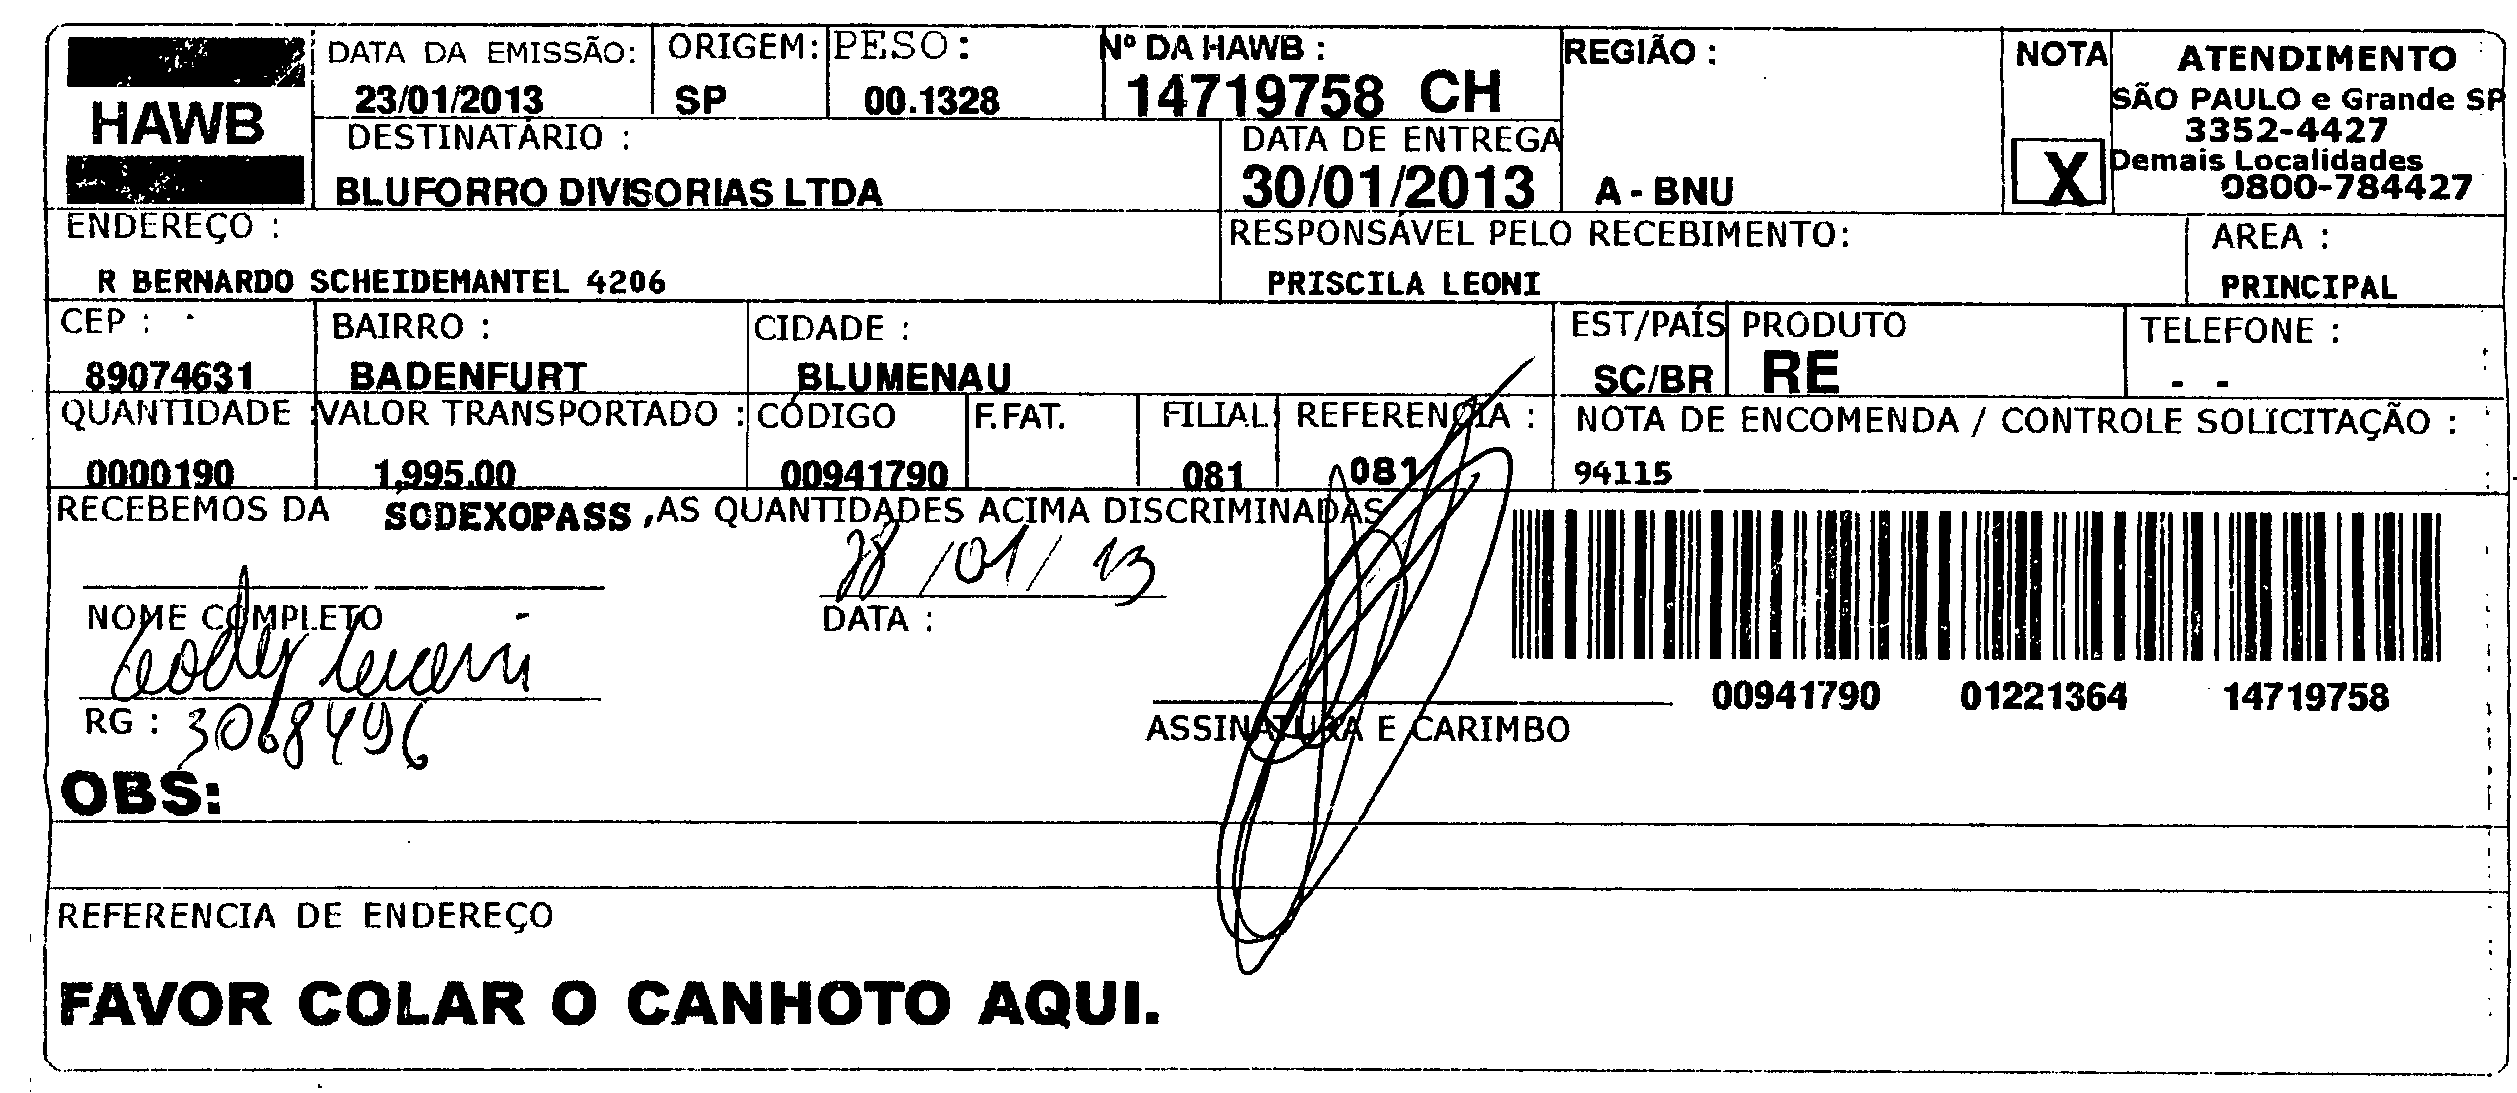 HAWB
DATA DA EMISSÃO: ORIGEM: PESO : Nº DA HAWB : REGIÃO : NOTA ATENDIMENTO
23/01/2013 SP 00.1328 14719758 CH SÃO PAULO e Grande SP
3352-4427
DESTINATÁRIO : DATA DE ENTREGA Demais Localidades
BLUFORRO DIVISORIAS LTDA 30/01/2013 A - BNU X 0800-784427
ENDEREÇO : RESPONSÁVEL PELO RECEBIMENTO: AREA :
R BERNARDO SCHEIDEMANTEL 4206 PRISCILA LEONI PRINCIPAL
CEP : BAIRRO : CIDADE : EST/PAÍS PRODUTO TELEFONE :
89074631 BADENFURT BLUMENAU SC/BR RE - -
QUANTIDADE VALOR TRANSPORTADO : CÓDIGO F.FAT. FILIAL REFERENCIA : NOTA DE ENCOMENDA / CONTROLE SOLICITAÇÃO :
0000190 1,995.00 00941790 081 081 94115
RECEBEMOS DA SODEXOPASS ,AS QUANTIDADES ACIMA DISCRIMINADAS
28/01/13
NOME COMPLETO DATA :
00941790 01221364 14719758
RG : 3068496 ASSINATURA E CARIMBO
OBS:
REFERENCIA DE ENDEREÇO
FAVOR COLAR O CANHOTO AQUI.